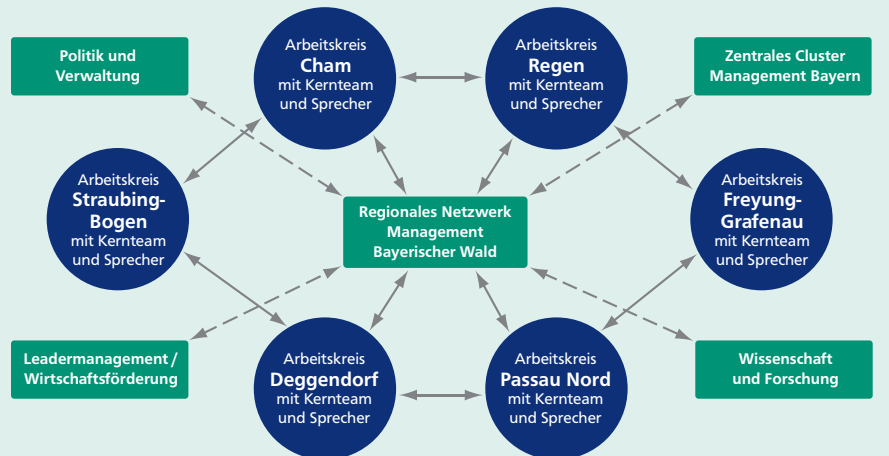 Politik und
Verwaltung
Arbeitskreis
Cham
mit Kernteam
und Sprecher
Arbeitskreis
Regen
mit Kernteam
und Sprecher
Zentrales Cluster
Management Bayern
Arbeitskreis
Straubing-
Bogen
mit Kernteam
und Sprecher
Regionales Netzwerk
Management
Bayerischer Wald
Arbeitskreis
Freyung-
Grafenau
mit Kernteam
und Sprecher
Leadermanagement /
Wirtschaftsförderung
Arbeitskreis
Deggendorf
mit Kernteam
und Sprecher
Arbeitskreis
Passau Nord
mit Kernteam
und Sprecher
Wissenschaft
und Forschung